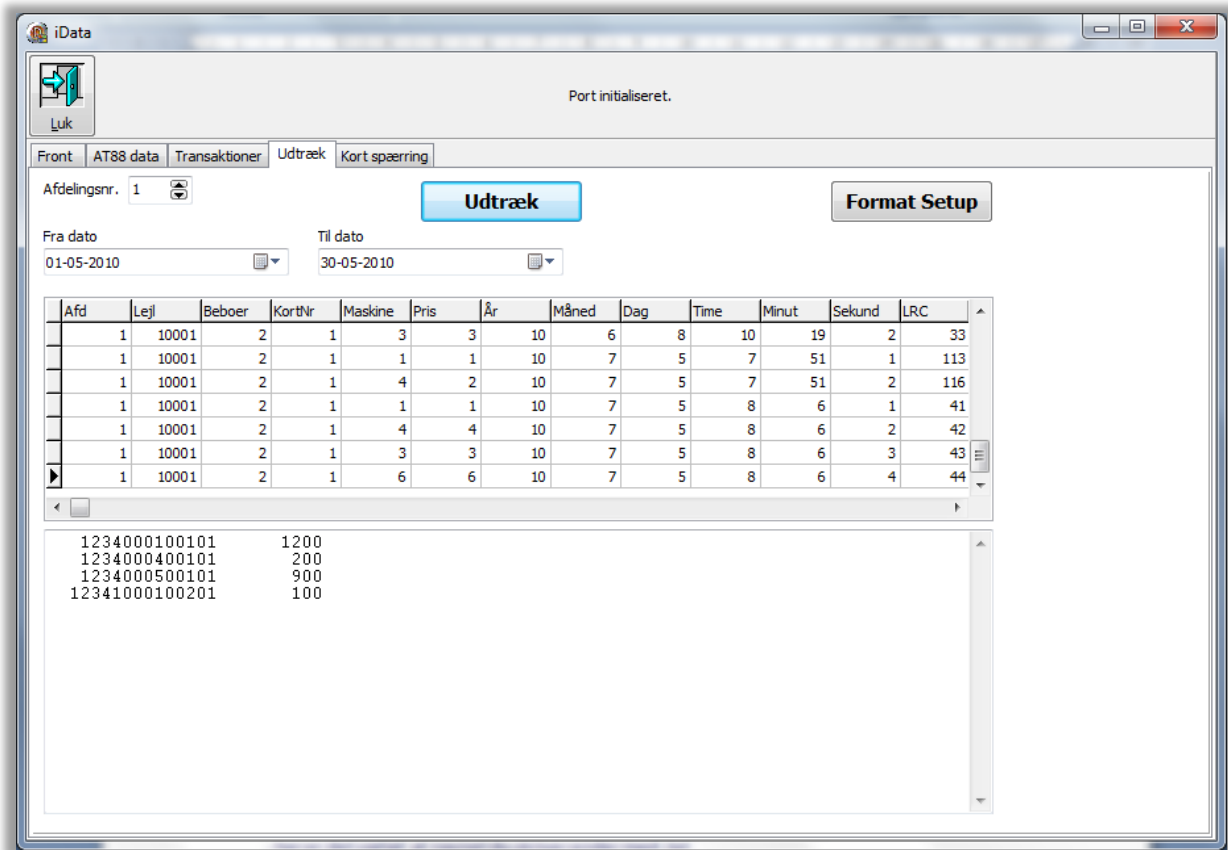 iData
Port initialiseret.
Luk
Front AT88 data Transaktioner Udtræk Kort spærring
Afdelingsnr. 1 Udtræk Format Setup
Fra dato Til dato
01-05-2010 30-05-2010
Afd Lejl Beboer KortNr Maskine Pris År Måned Dag Time Minut Sekund LRC
1 10001 2 1 3 3 10 6 8 10 19 2 33
1 10001 2 1 1 1 10 7 5 7 51 1 113
1 10001 2 1 4 2 10 7 5 7 51 2 116
1 10001 2 1 1 1 10 7 5 8 6 1 41
1 10001 2 1 4 4 10 7 5 8 6 2 42
1 10001 2 1 3 3 10 7 5 8 6 3 43
1 10001 2 1 6 6 10 7 5 8 6 4 44
1234000100101 1200
1234000400101 200
1234000500101 900
12341000100201 100